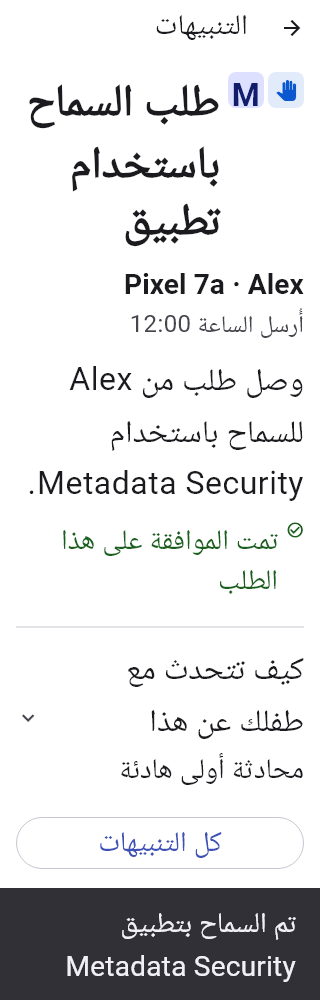 التنبيهات
M
طلب السماح
باستخدام
تطبيق
Pixel 7a · Alex
أرسل الساعة 12:00
وصل طلب من Alex
للسماح باستخدام
Metadata Security.
تمت الموافقة على هذا
الطلب
كيف تتحدث مع
طفلك عن هذا
محادثة أولى هادئة
كل التنبيهات
تم السماح بتطبيق
Metadata Security